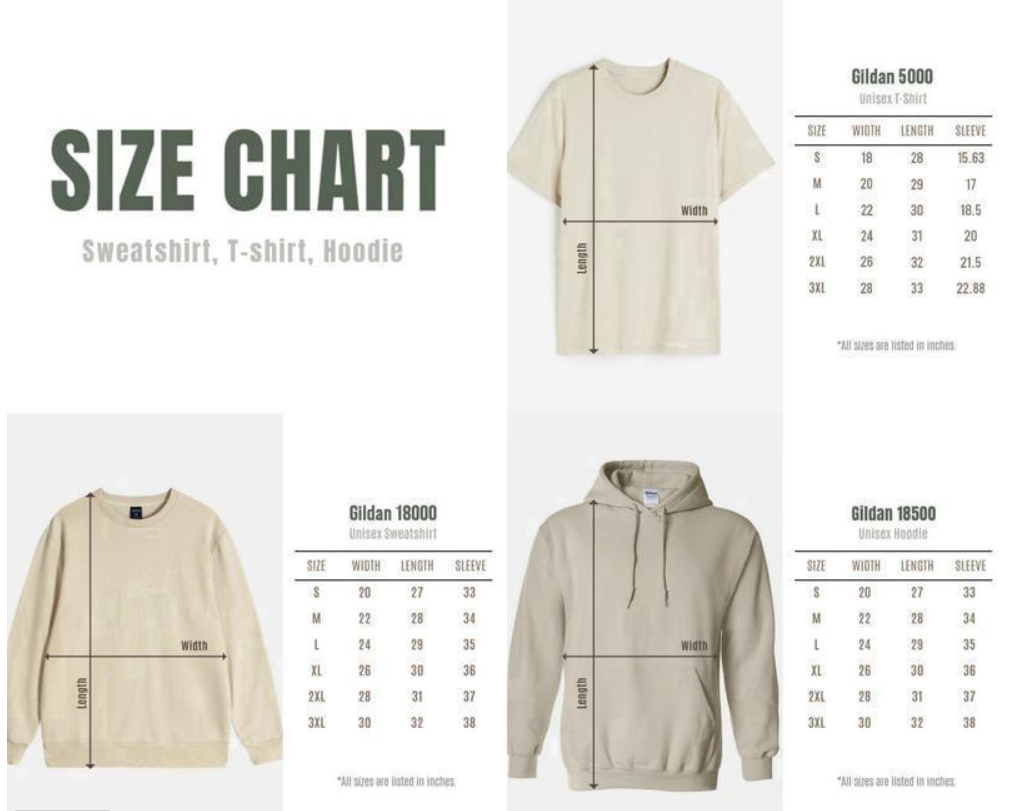 SIZE CHART
Sweatshirt, T-shirt, Hoodie
Gildan 5000
Unisex T-Shirt
SIZE WIDTH LENGTH SLEEVE
S 18 28 15.63
M 20 29 17
L 22 30 18.5
XL 24 31 20
2XL 26 32 21.5
3XL 28 33 22.88
*All sizes are listed in inches.
Width
Length
Gildan 18000
Unisex Sweatshirt
SIZE WIDTH LENGTH SLEEVE
S 20 27 33
M 22 28 34
L 24 29 35
XL 26 30 36
2XL 28 31 37
3XL 30 32 38
*All sizes are listed in inches.
Width
Length
Gildan 18500
Unisex Hoodie
SIZE WIDTH LENGTH SLEEVE
S 20 27 33
M 22 28 34
L 24 29 35
XL 26 30 36
2XL 28 31 37
3XL 30 32 38
*All sizes are listed in inches.
Width
Length